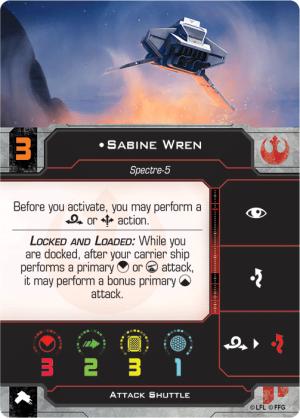 3
•Sabine Wren
Spectre-5
Before you activate, you may perform a
or action.
Locked and Loaded: While you
are docked, after your carrier ship
performs a primary or attack,
it may perform a bonus primary
attack.
3 2 3 1
Attack Shuttle
©LFL ©FFG